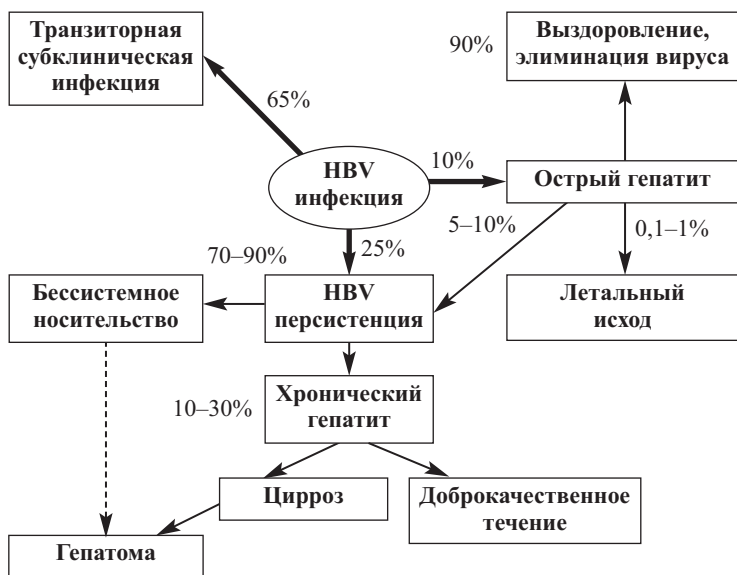 Транзиторная
субклиническая
инфекция
65%
90%
Выздоровление,
элиминация вируса
HBV
инфекция
10%
Острый гепатит
5–10%
0,1–1%
25%
70–90%
Бессистемное
носительство
HBV
персистенция
Летальный
исход
10–30%
Хронический
гепатит
Цирроз
Доброкачественное
течение
Гепатома